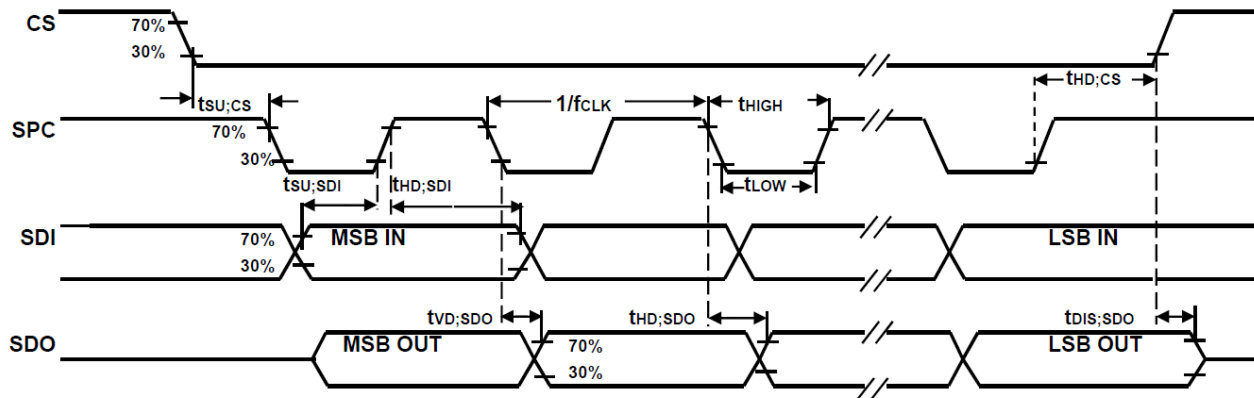 CS
70%
30%
tSU;CS
1/fCLK
tHIGH
tHD;CS
SPC
70%
30%
tSU;SDI
tHD;SDI
tLOW
SDI
70%
30%
MSB IN
LSB IN
tVD;SDO
tHD;SDO
tDIS;SDO
SDO
MSB OUT
70%
30%
LSB OUT